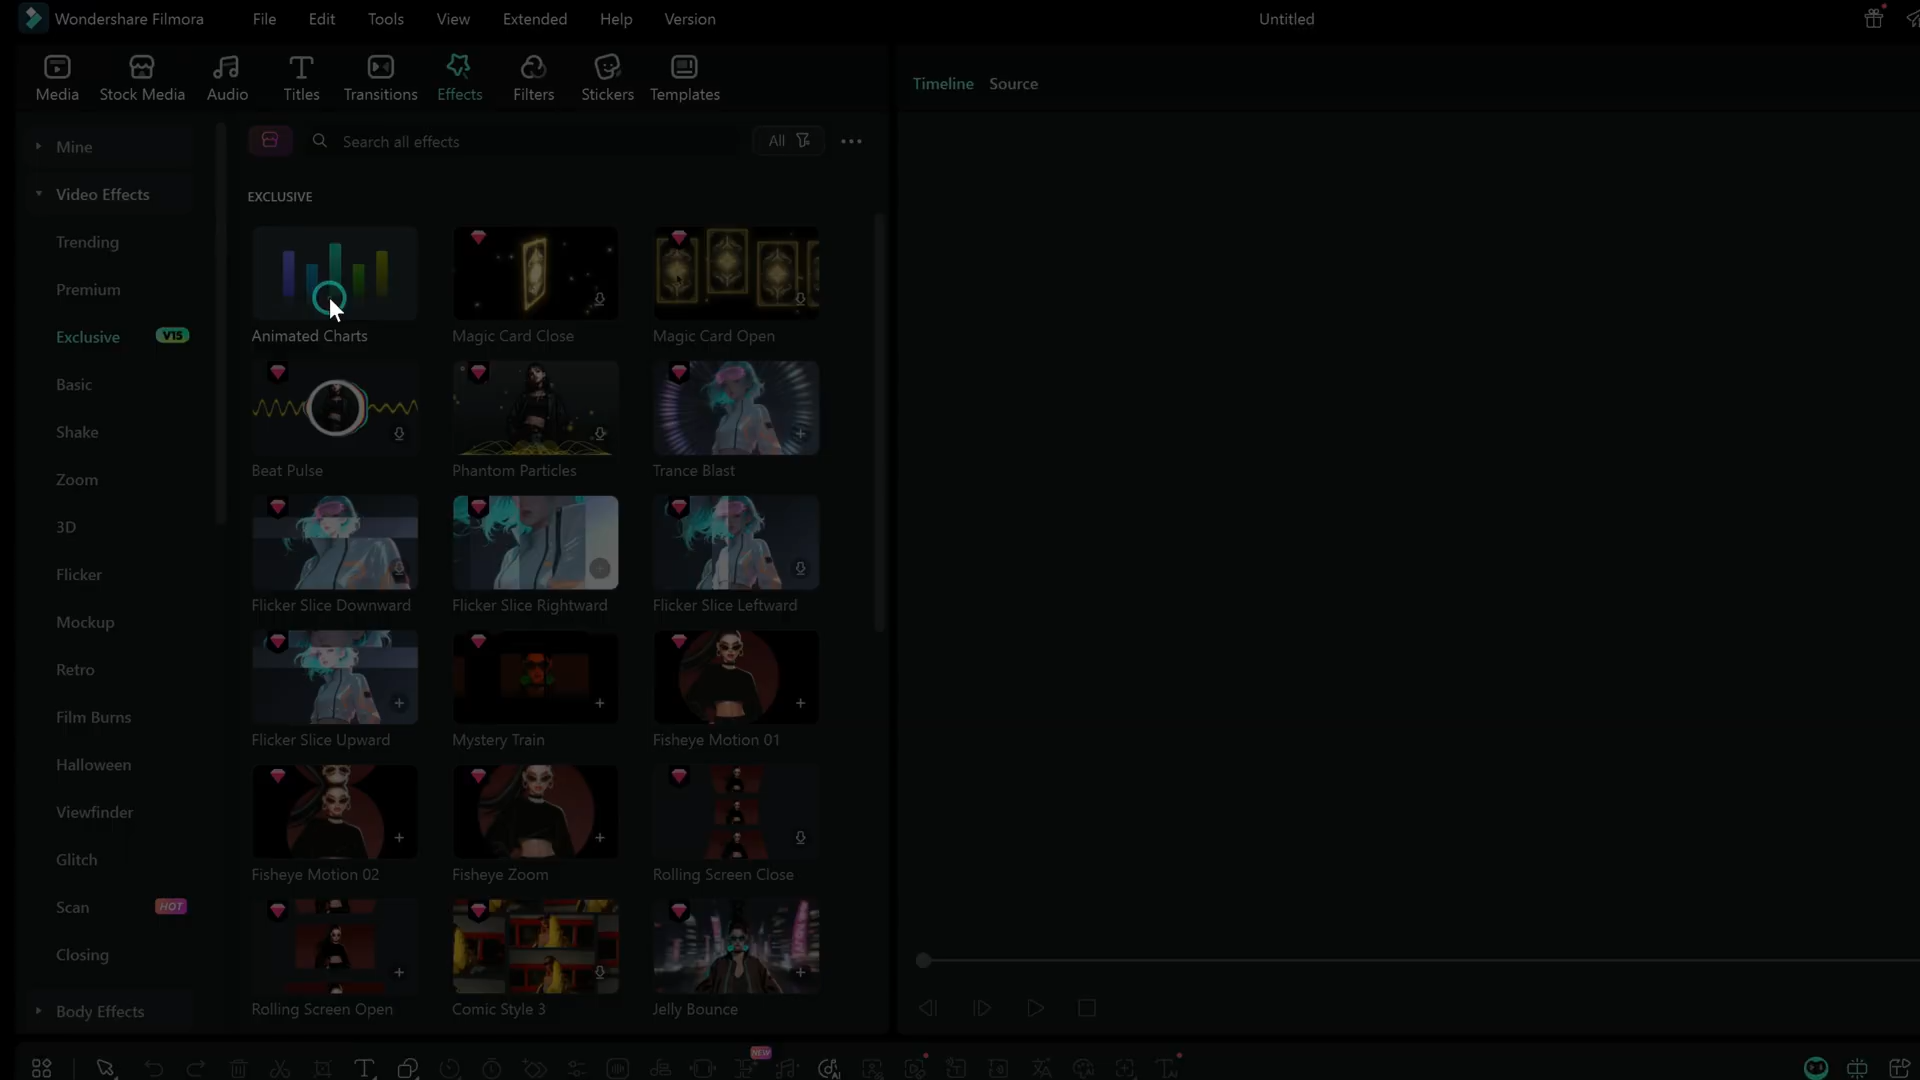 Wondershare Filmora File Edit Tools View Extended Help Version Untitled
Media Stock Media Audio Titles Transitions Effects Filters Stickers Templates
Timeline Source
Mine
Video Effects
Trending
Premium
Exclusive V15
Basic
Shake
Zoom
3D
Flicker
Mockup
Retro
Film Burns
Halloween
Viewfinder
Glitch
Scan HOT
Closing
Body Effects
Search all effects All
EXCLUSIVE
Animated Charts Magic Card Close Magic Card Open
Beat Pulse Phantom Particles Trance Blast
Flicker Slice Downward Flicker Slice Rightward Flicker Slice Leftward
Flicker Slice Upward Mystery Train Fisheye Motion 01
Fisheye Motion 02 Fisheye Zoom Rolling Screen Close
Rolling Screen Open Comic Style 3 Jelly Bounce
NEW
AI